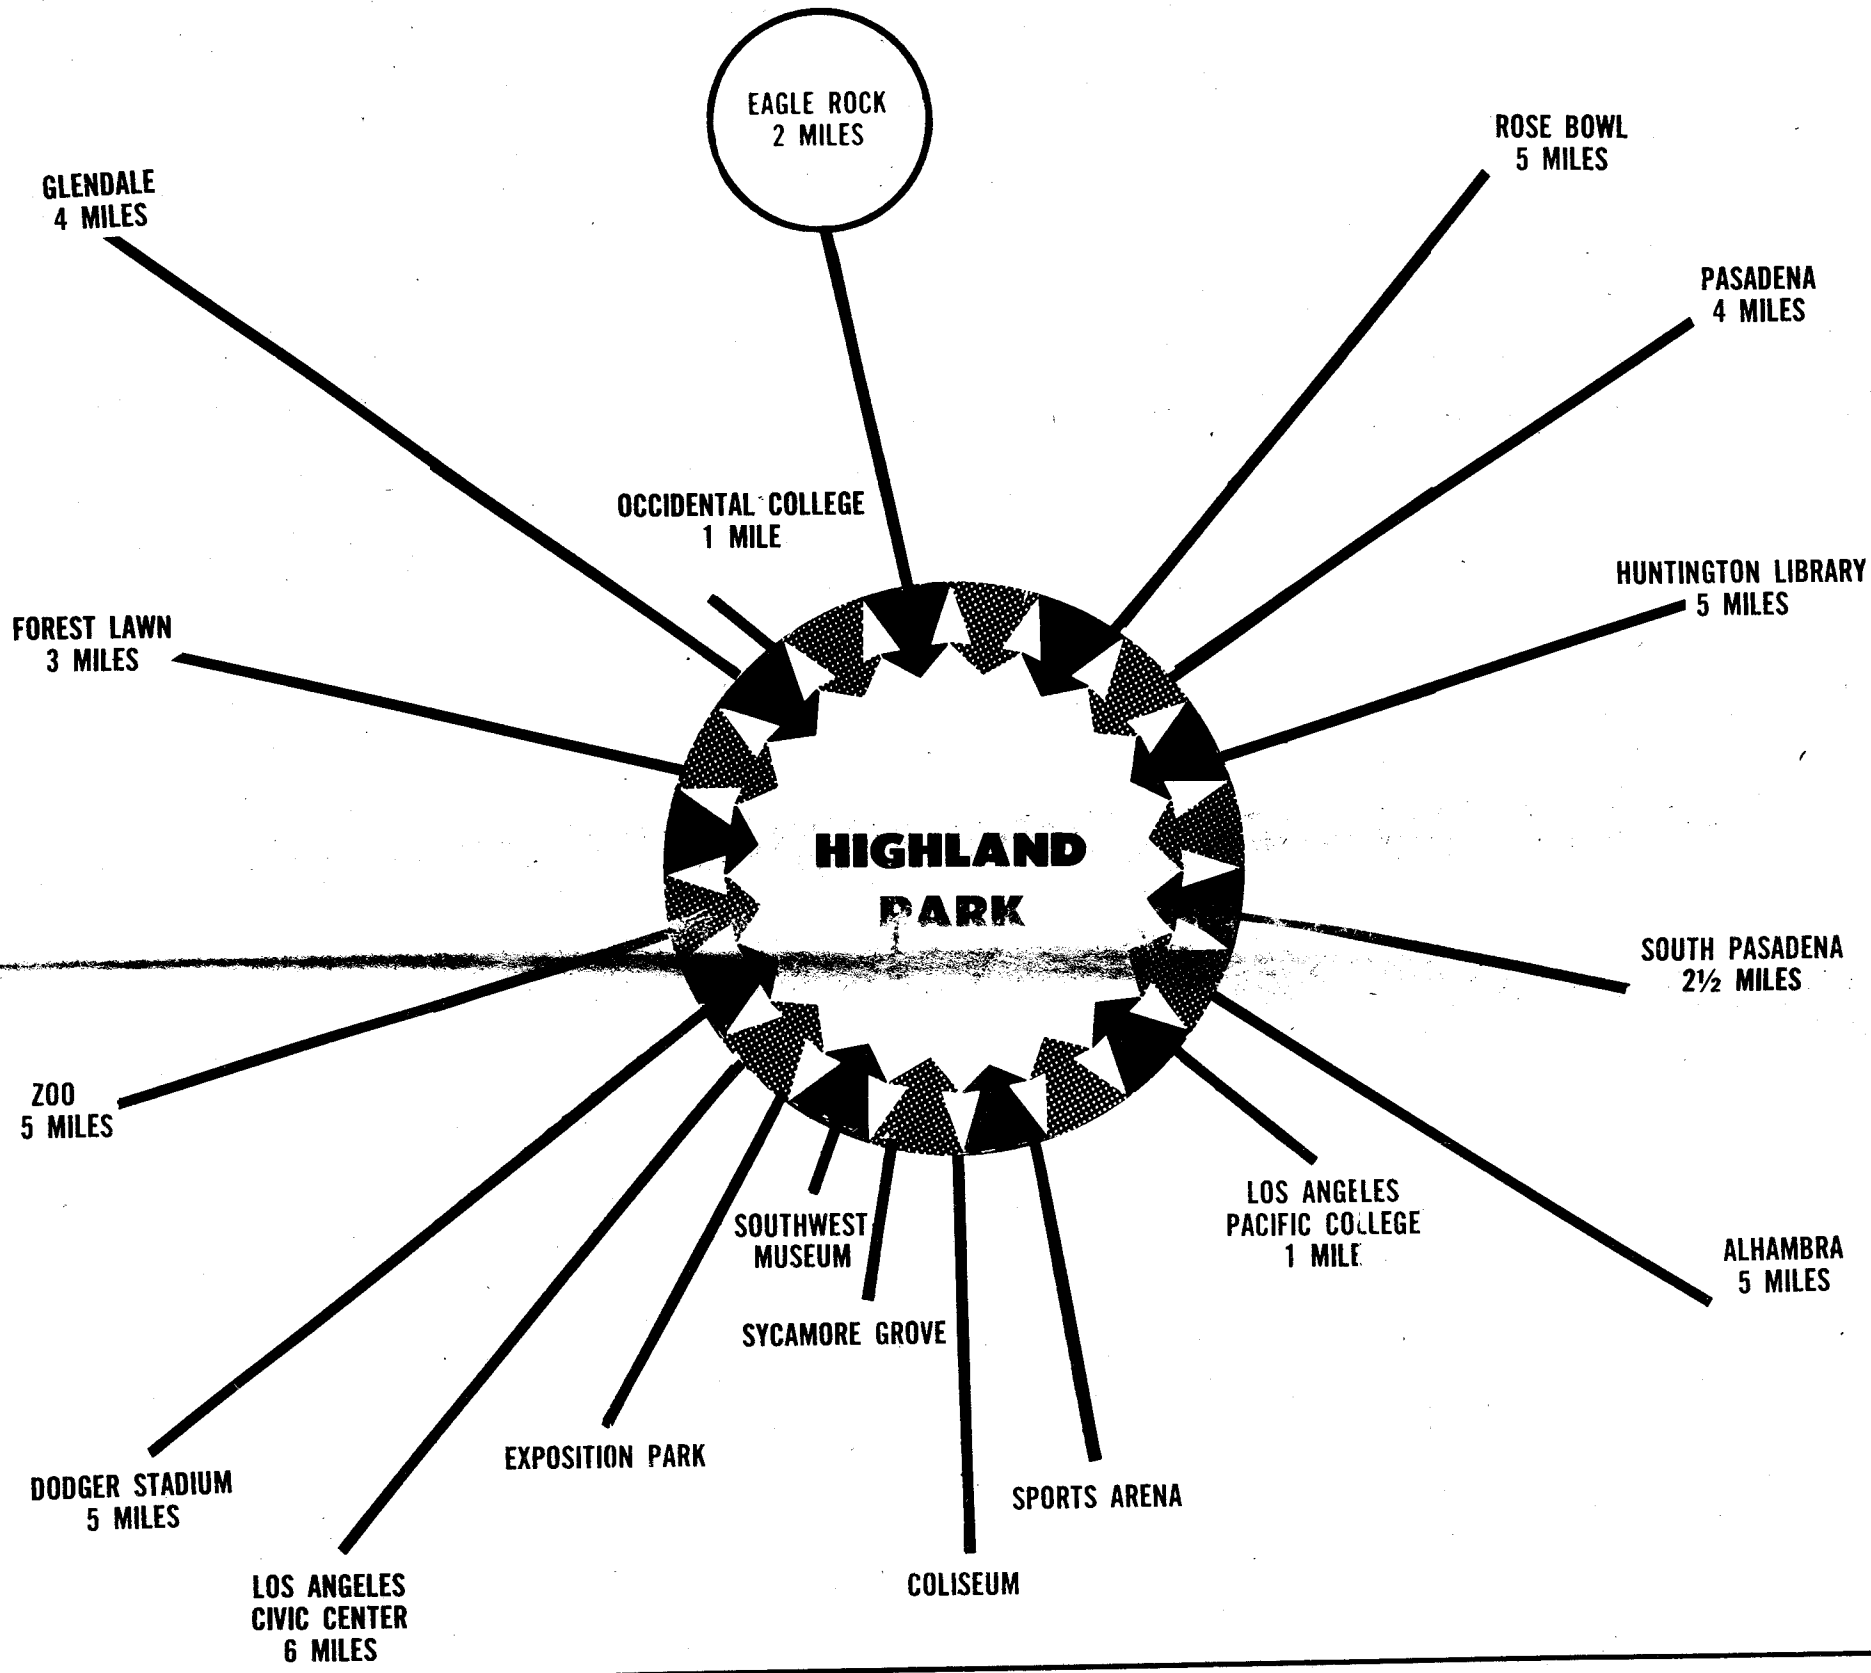 EAGLE ROCK
2 MILES
ROSE BOWL
5 MILES
GLENDALE
4 MILES
PASADENA
4 MILES
OCCIDENTAL COLLEGE
1 MILE
HUNTINGTON LIBRARY
5 MILES
FOREST LAWN
3 MILES
HIGHLAND
PARK
SOUTH PASADENA
2½ MILES
ZOO
5 MILES
LOS ANGELES
PACIFIC COLLEGE
1 MILE
SOUTHWEST
MUSEUM
ALHAMBRA
5 MILES
SYCAMORE GROVE
EXPOSITION PARK
DODGER STADIUM
5 MILES
SPORTS ARENA
COLISEUM
LOS ANGELES
CIVIC CENTER
6 MILES